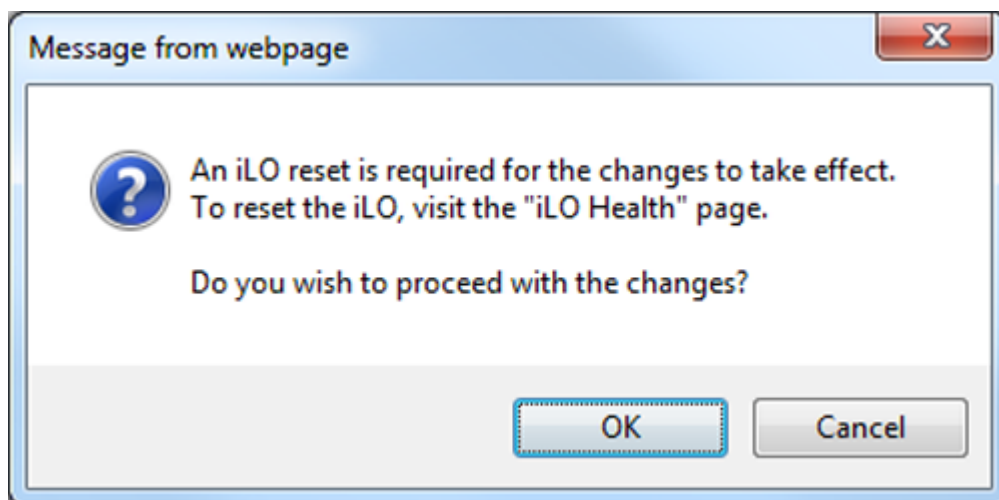 Message from webpage
An iLO reset is required for the changes to take effect.
To reset the iLO, visit the "iLO Health" page.
Do you wish to proceed with the changes?
OK
Cancel